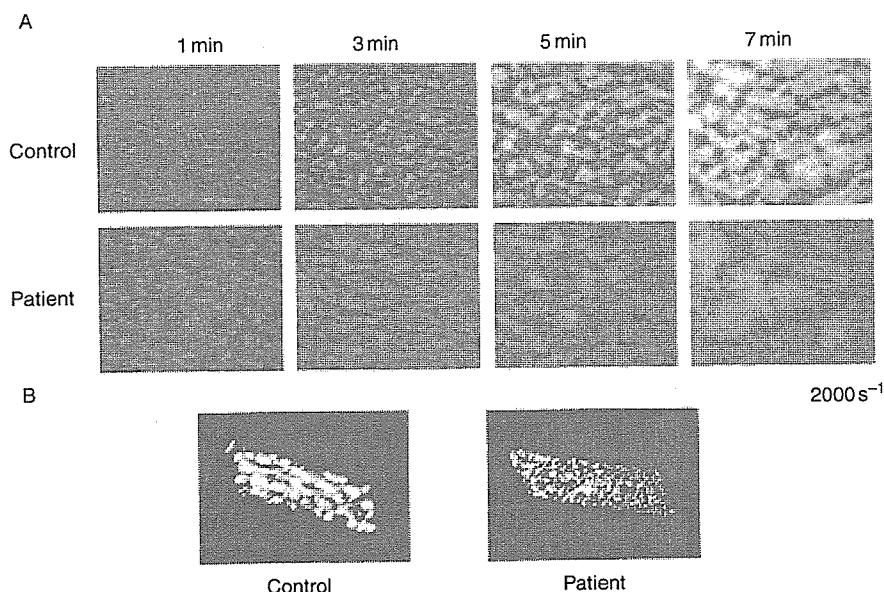 A
1 min 3 min 5 min 7 min
Control
Patient
B
2000 s⁻¹
Control Patient